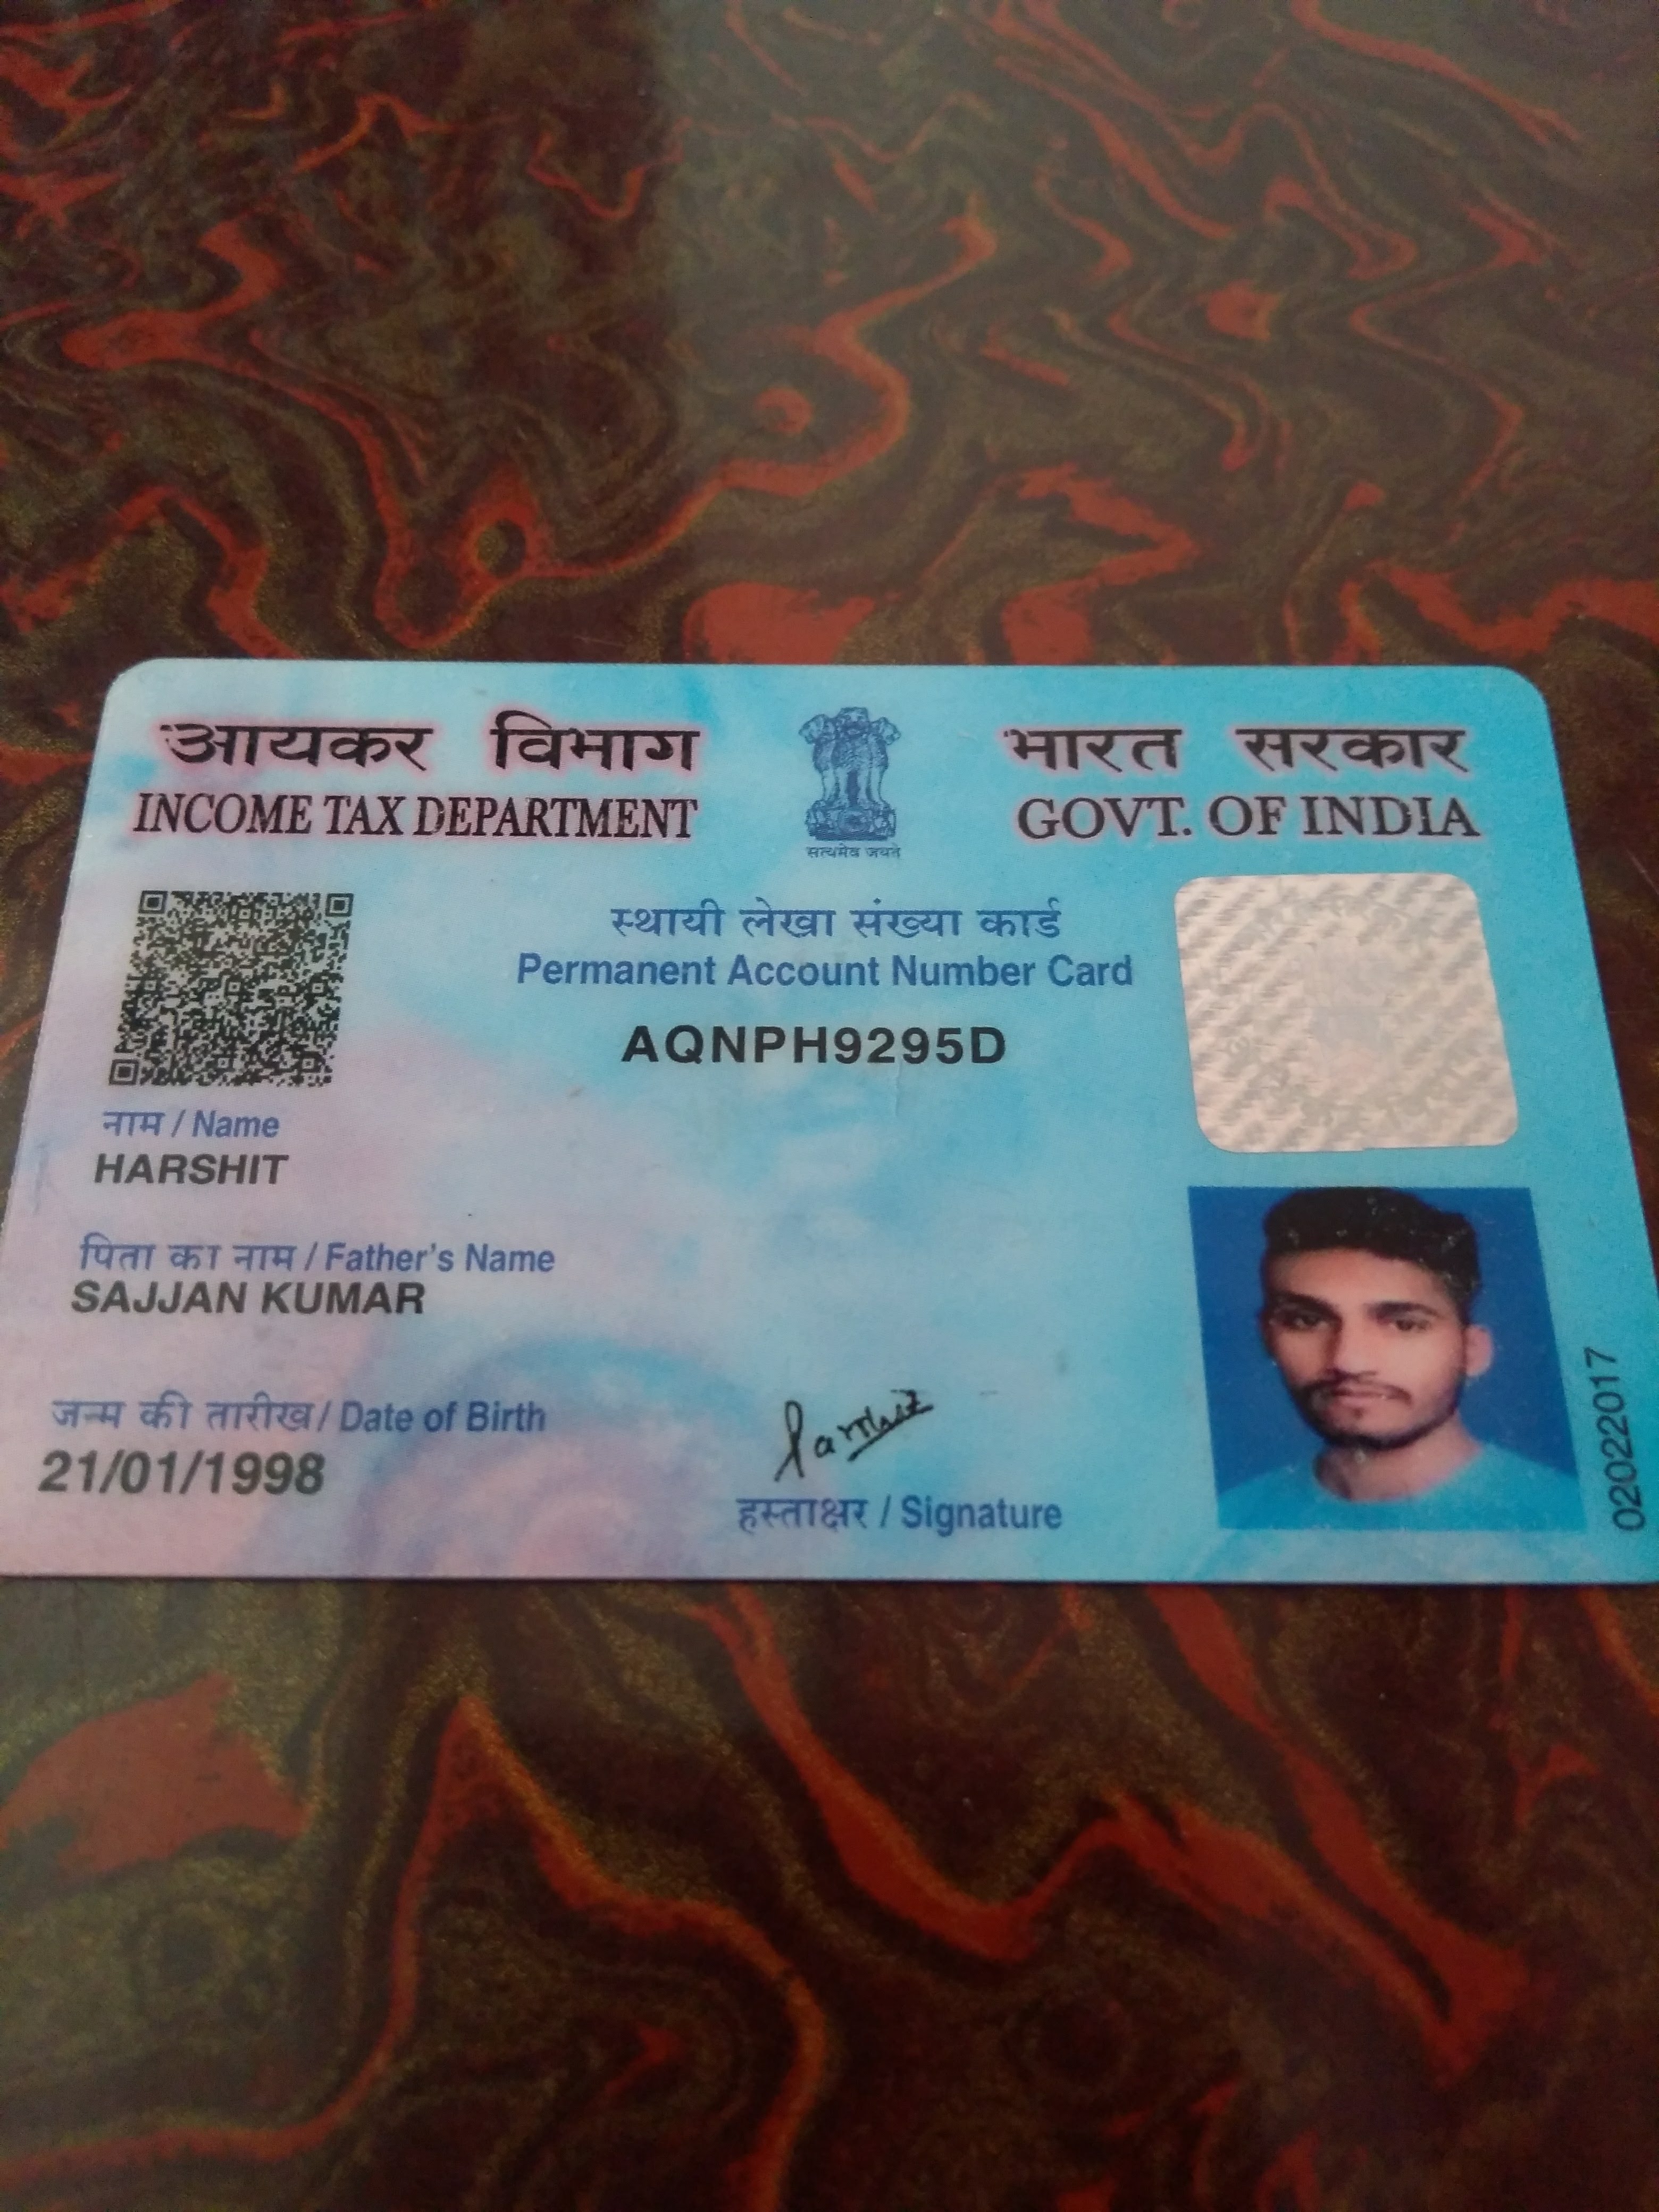 आयकर विभाग
INCOME TAX DEPARTMENT
सत्यमेव जयते
भारत सरकार
GOVT. OF INDIA
स्थायी लेखा संख्या कार्ड
Permanent Account Number Card
AQNPH9295D
नाम / Name
HARSHIT
पिता का नाम / Father's Name
SAJJAN KUMAR
जन्म की तारीख / Date of Birth
21/01/1998
हस्ताक्षर / Signature
02022017